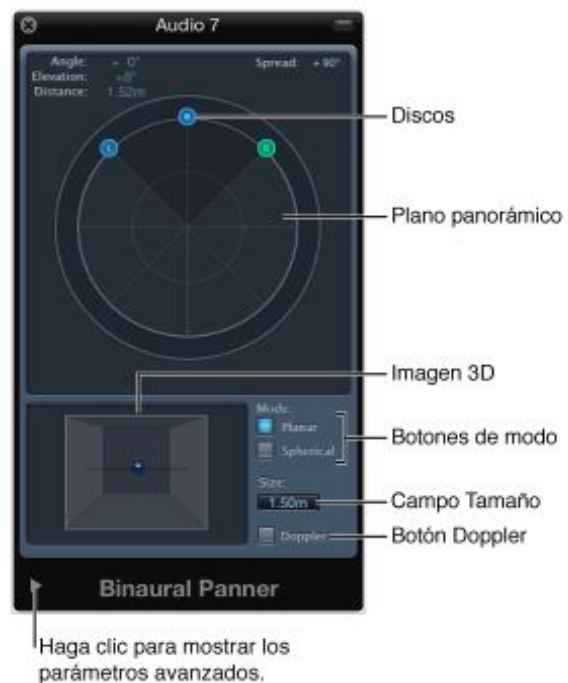 Audio 7
Angle: + 0°
Spread: + 90°
Elevation: +8°
Distance: 1.52m
Discos
L
R
Plano panorámico
Imagen 3D
Mode:
Planar
Botones de modo
Spherical
Size:
1.50m
Campo Tamaño
Doppler
Botón Doppler
Binaural Panner
Haga clic para mostrar los
parámetros avanzados.